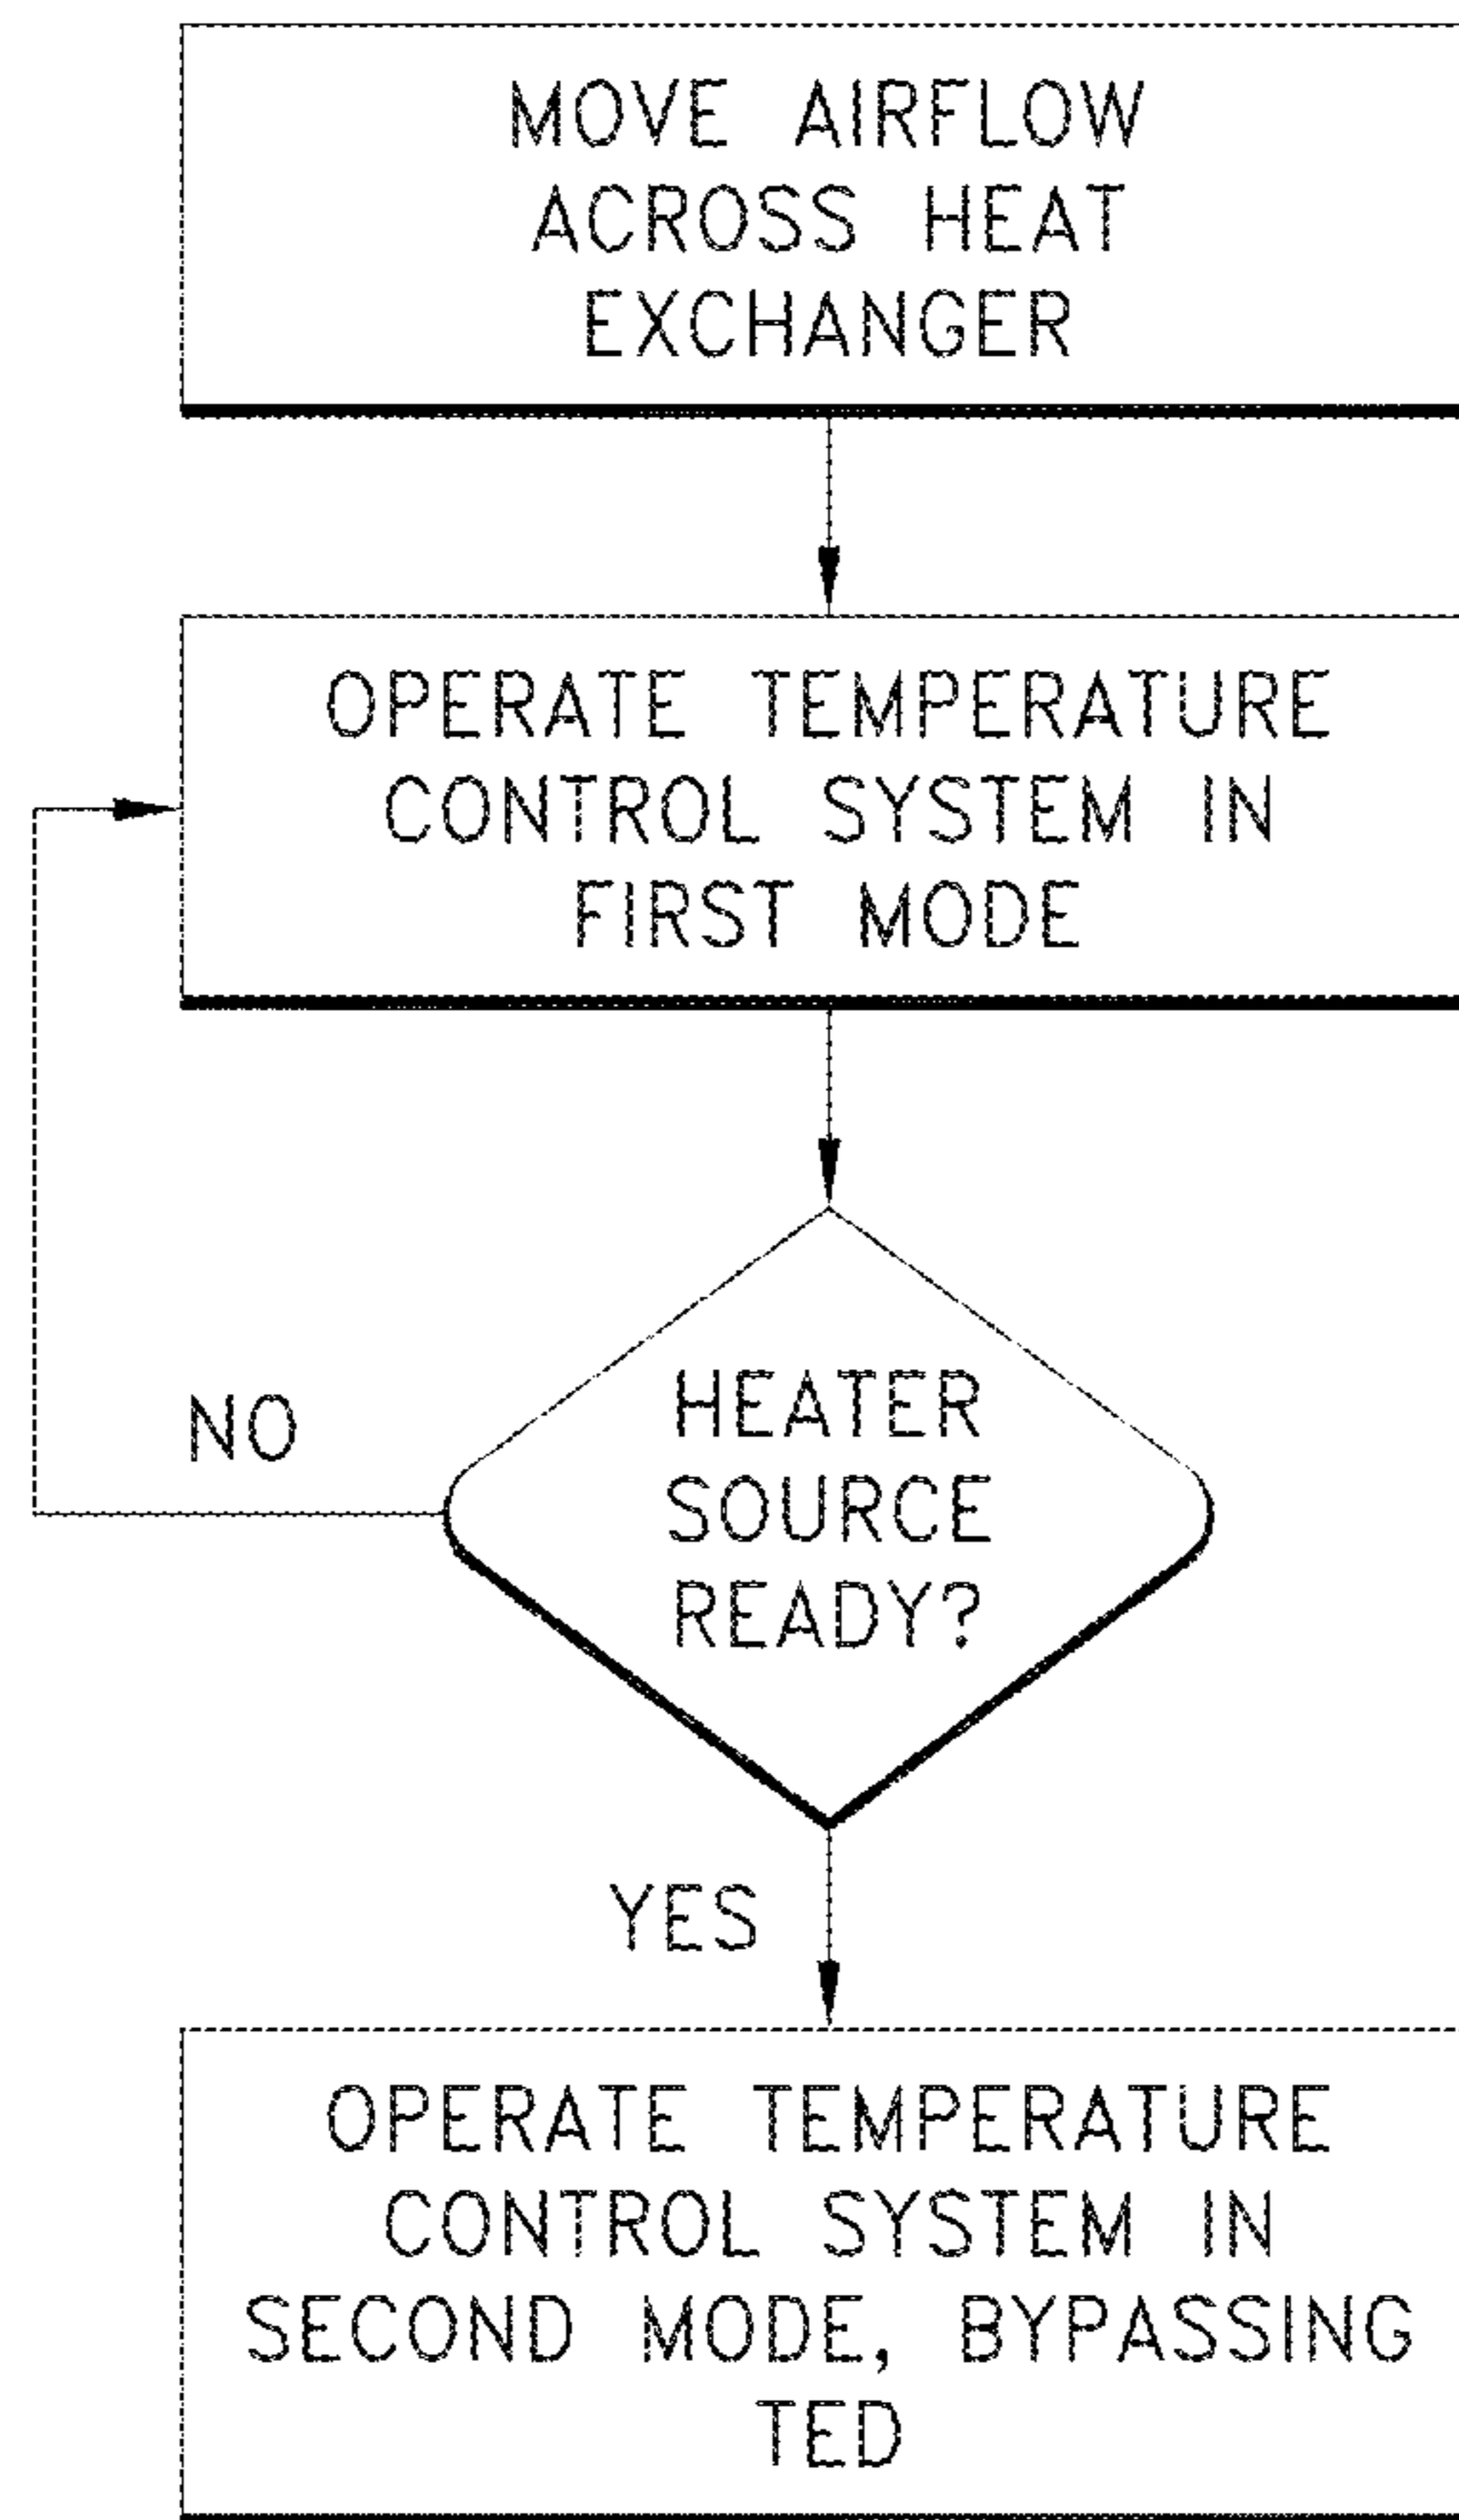 MOVE AIRFLOW
ACROSS HEAT
EXCHANGER
OPERATE TEMPERATURE
CONTROL SYSTEM IN
FIRST MODE
HEATER
SOURCE
READY?
NO
YES
OPERATE TEMPERATURE
CONTROL SYSTEM IN
SECOND MODE, BYPASSING
TED